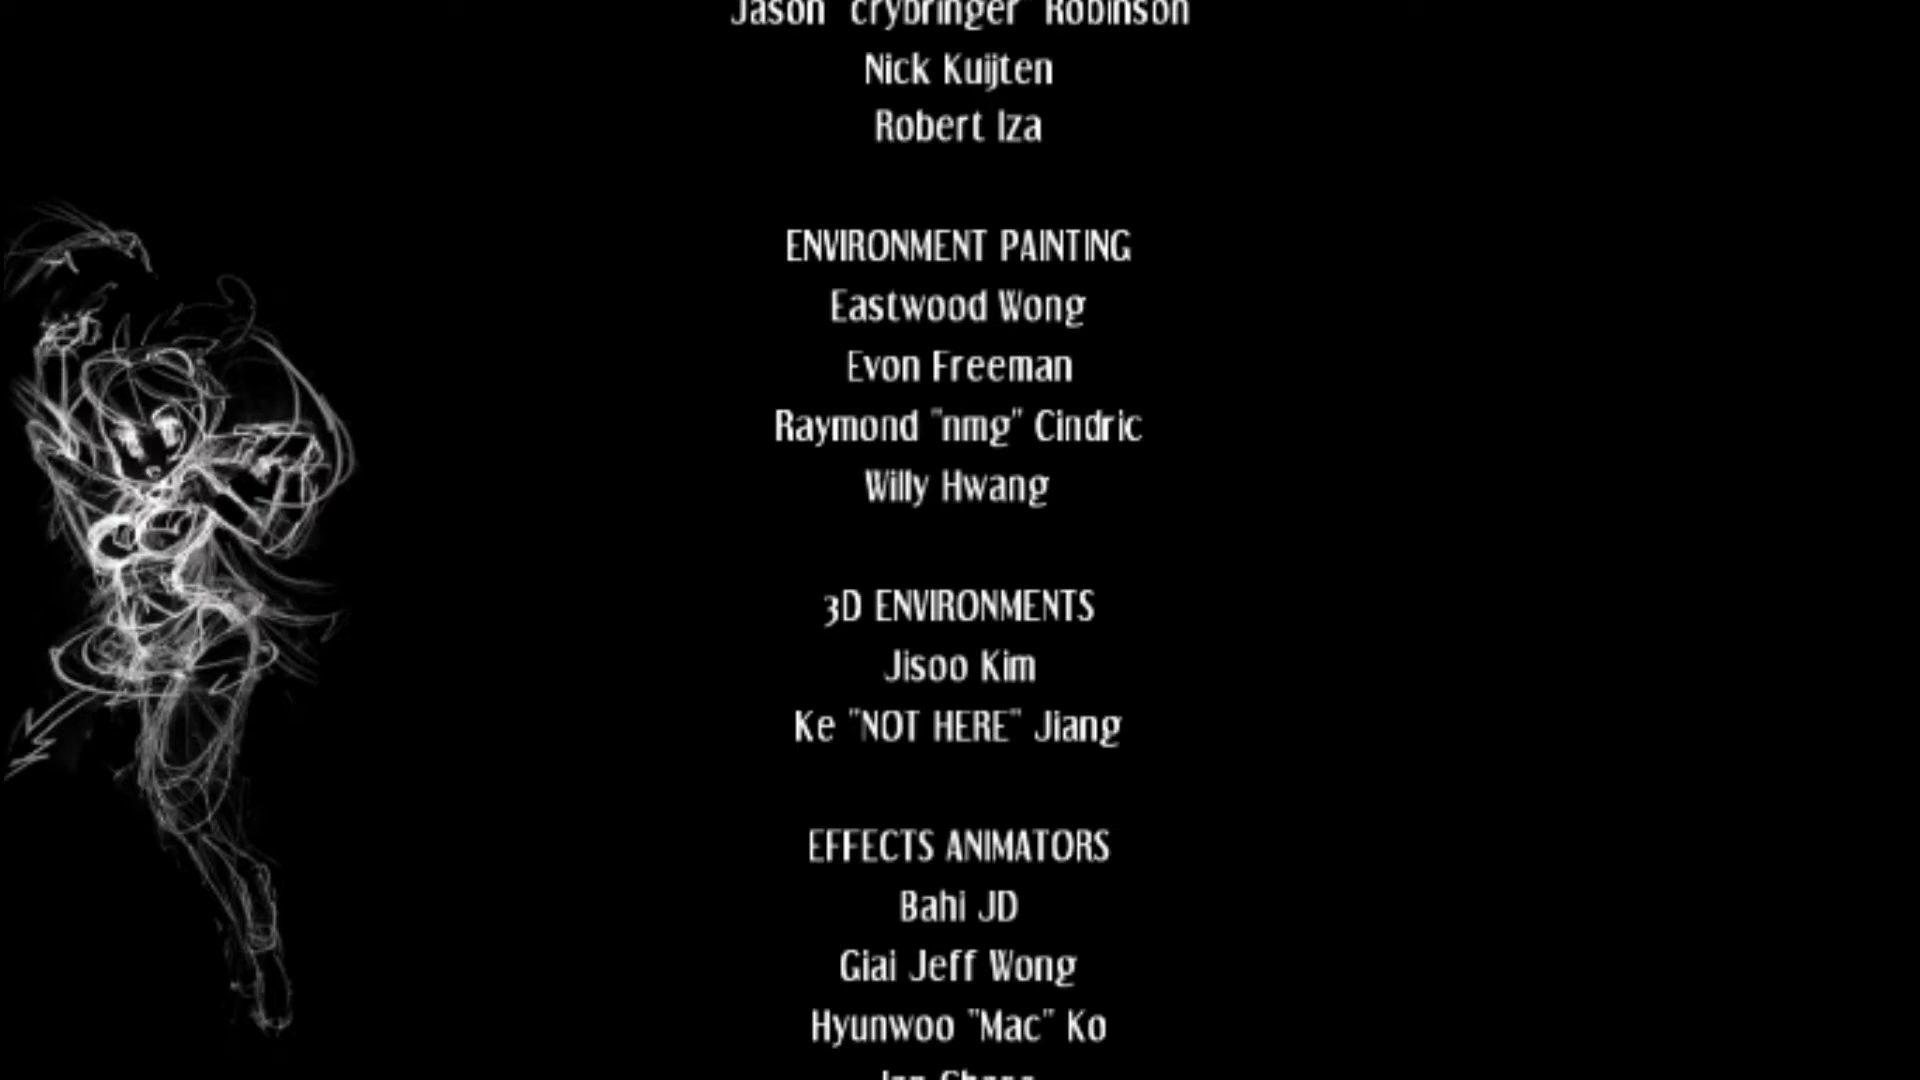 Jason "crybringer" Robinson
Nick Kuijten
Robert Iza
ENVIRONMENT PAINTING
Eastwood Wong
Evon Freeman
Raymond "nmg" Cindric
Willy Hwang
3D ENVIRONMENTS
Jisoo Kim
Ke "NOT HERE" Jiang
EFFECTS ANIMATORS
Bahi JD
Giai Jeff Wong
Hyunwoo "Mac" Ko